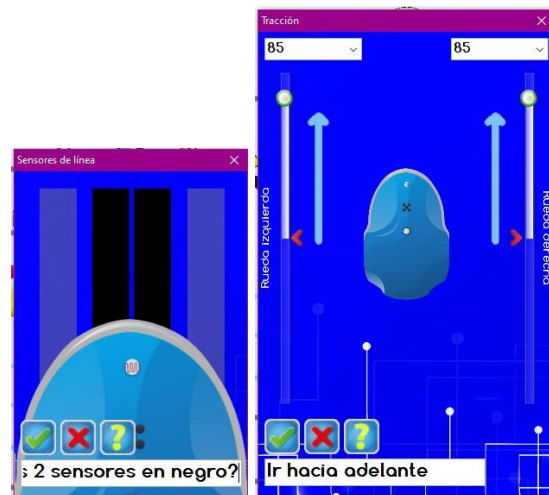 Sensores de línea
s 2 sensores en negro?
Tracción
85
85
Rueda izquierda
Rueda derecha
Ir hacia adelante